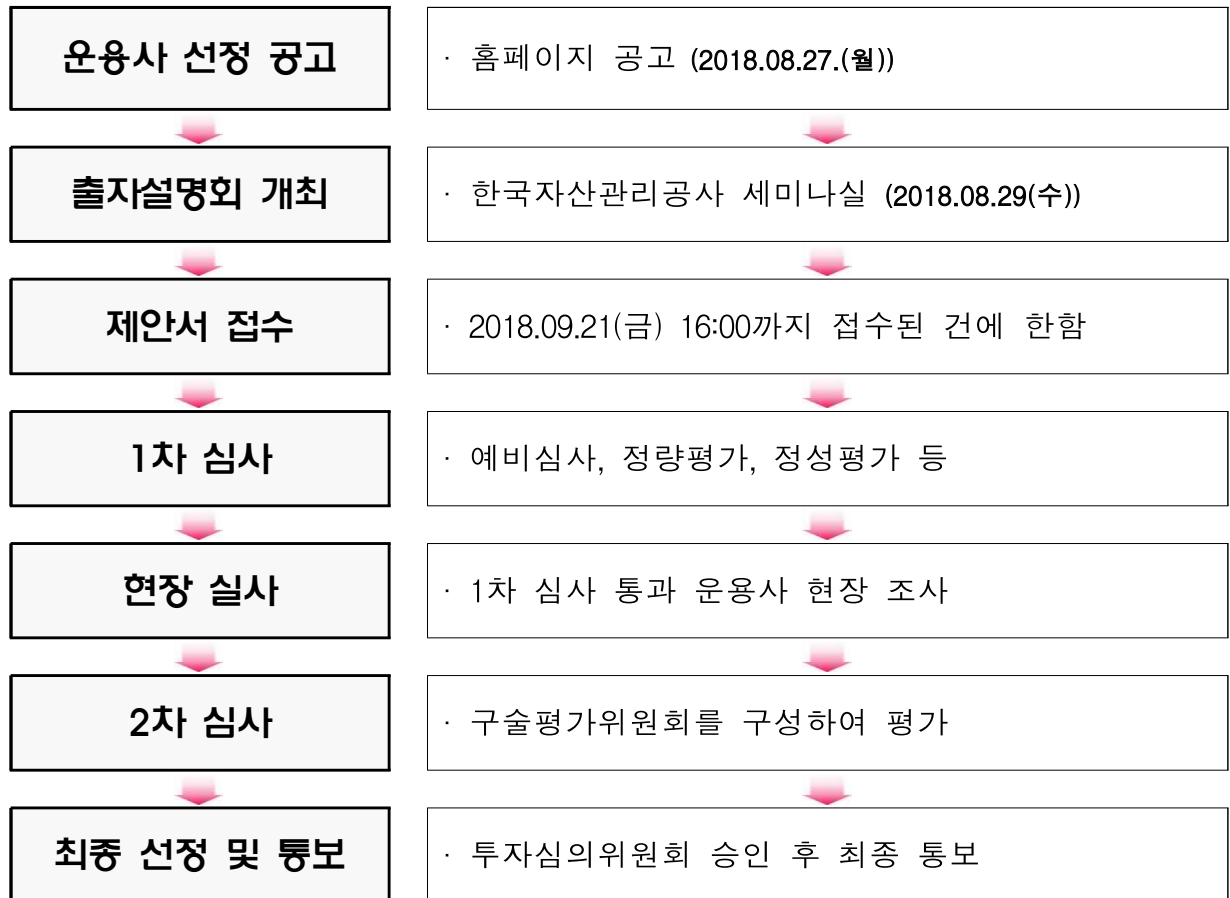 운용사 선정 공고
· 홈페이지 공고 (2018.08.27.(월))
출자설명회 개최
· 한국자산관리공사 세미나실 (2018.08.29(수))
제안서 접수
· 2018.09.21(금) 16:00까지 접수된 건에 한함
1차 심사
· 예비심사, 정량평가, 정성평가 등
현장 실사
· 1차 심사 통과 운용사 현장 조사
2차 심사
· 구술평가위원회를 구성하여 평가
최종 선정 및 통보
· 투자심의위원회 승인 후 최종 통보